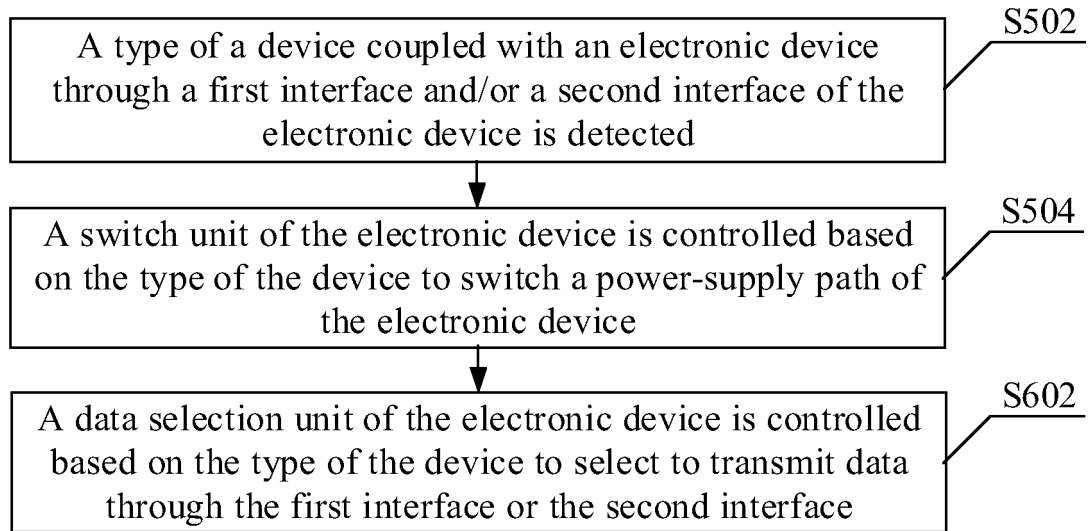 S502
A type of a device coupled with an electronic device
through a first interface and/or a second interface of the
electronic device is detected
S504
A switch unit of the electronic device is controlled based
on the type of the device to switch a power-supply path of
the electronic device
S602
A data selection unit of the electronic device is controlled
based on the type of the device to select to transmit data
through the first interface or the second interface